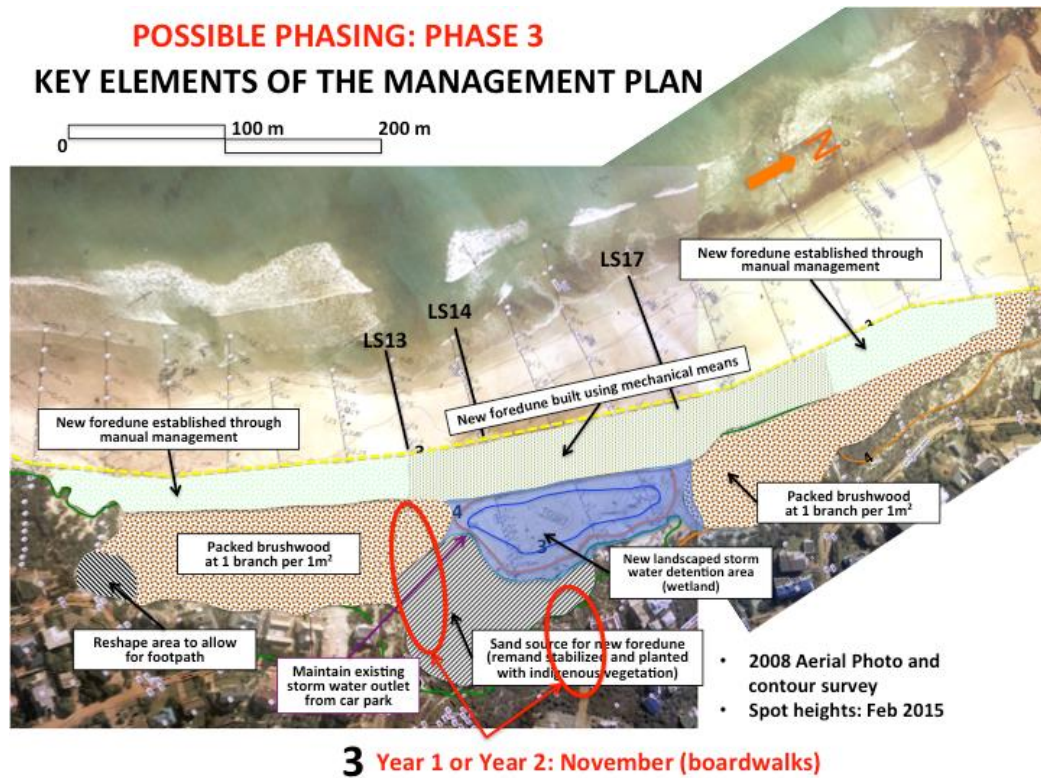 POSSIBLE PHASING: PHASE 3
KEY ELEMENTS OF THE MANAGEMENT PLAN
0
100 m
200 m
N
LS17
New foredune established through
manual management
LS14
LS13
New foredune built using mechanical means
New foredune established through
manual management
4
3
4
Packed brushwood
at 1 branch per 1m²
Packed brushwood
at 1 branch per 1m²
New landscaped storm
water detention area
(wetland)
Reshape area to allow
for footpath
Maintain existing
storm water outlet
from car park
Sand source for new foredune
(remand stabilized and planted
with indigenous vegetation)
• 2008 Aerial Photo and
contour survey
• Spot heights: Feb 2015
3 Year 1 or Year 2: November (boardwalks)